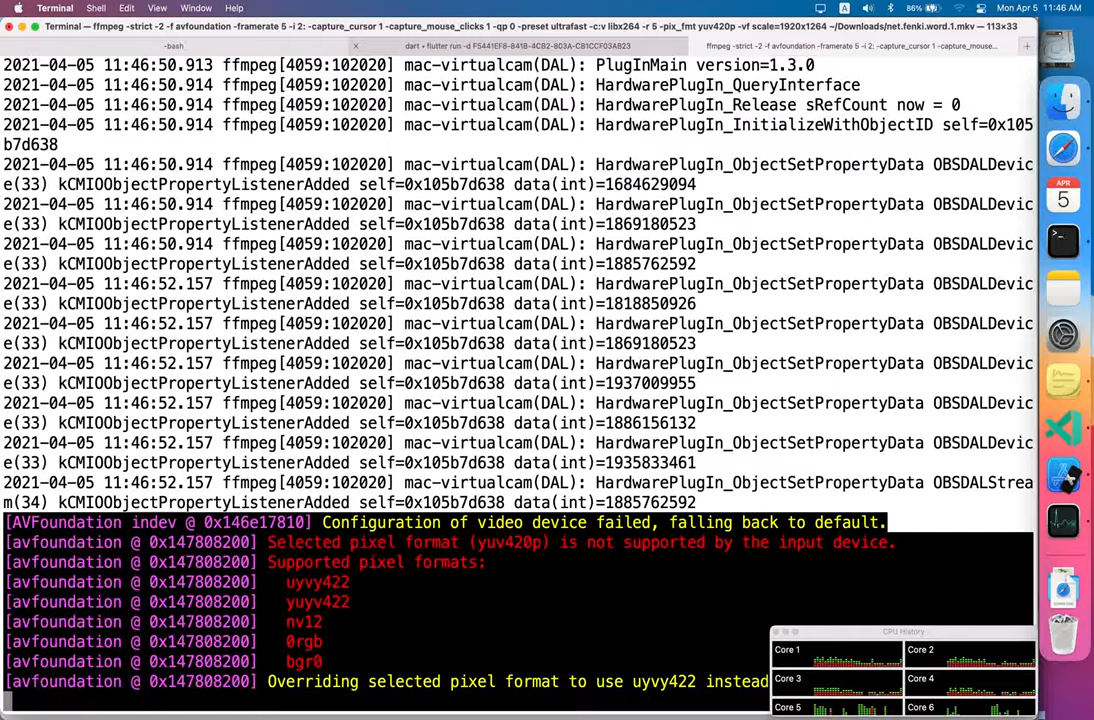 Terminal Shell Edit View Window Help 86% Mon Apr 5 11:46 AM
Terminal — ffmpeg -strict -2 -f avfoundation -framerate 5 -i 2: -capture_cursor 1 -capture_mouse_clicks 1 -qp 0 -preset ultrafast -c:v libx264 -r 5 -pix_fmt yuv420p -vf scale=1920x1264 ~/Downloads/net.fenki.word.1.mkv — 113×33
-bash
dart • flutter run -d F5441EF8-841B-4C82-803A-CB1CCF03AB23
ffmpeg -strict -2 -f avfoundation -framerate 5 -i 2: -capture_cursor 1 -capture_mouse...
2021-04-05 11:46:50.913 ffmpeg[4059:102020] mac-virtualcam(DAL): PlugInMain version=1.3.0
2021-04-05 11:46:50.914 ffmpeg[4059:102020] mac-virtualcam(DAL): HardwarePlugIn_QueryInterface
2021-04-05 11:46:50.914 ffmpeg[4059:102020] mac-virtualcam(DAL): HardwarePlugIn_Release sRefCount now = 0
2021-04-05 11:46:50.914 ffmpeg[4059:102020] mac-virtualcam(DAL): HardwarePlugIn_InitializeWithObjectID self=0x105
b7d638
2021-04-05 11:46:50.914 ffmpeg[4059:102020] mac-virtualcam(DAL): HardwarePlugIn_ObjectSetPropertyData OBSDALDevic
e(33) kCMIOObjectPropertyListenerAdded self=0x105b7d638 data(int)=1684629094
2021-04-05 11:46:50.914 ffmpeg[4059:102020] mac-virtualcam(DAL): HardwarePlugIn_ObjectSetPropertyData OBSDALDevic
e(33) kCMIOObjectPropertyListenerAdded self=0x105b7d638 data(int)=1869180523
2021-04-05 11:46:50.914 ffmpeg[4059:102020] mac-virtualcam(DAL): HardwarePlugIn_ObjectSetPropertyData OBSDALDevic
e(33) kCMIOObjectPropertyListenerAdded self=0x105b7d638 data(int)=1885762592
2021-04-05 11:46:52.157 ffmpeg[4059:102020] mac-virtualcam(DAL): HardwarePlugIn_ObjectSetPropertyData OBSDALDevic
e(33) kCMIOObjectPropertyListenerAdded self=0x105b7d638 data(int)=1818850926
2021-04-05 11:46:52.157 ffmpeg[4059:102020] mac-virtualcam(DAL): HardwarePlugIn_ObjectSetPropertyData OBSDALDevic
e(33) kCMIOObjectPropertyListenerAdded self=0x105b7d638 data(int)=1869180523
2021-04-05 11:46:52.157 ffmpeg[4059:102020] mac-virtualcam(DAL): HardwarePlugIn_ObjectSetPropertyData OBSDALDevic
e(33) kCMIOObjectPropertyListenerAdded self=0x105b7d638 data(int)=1937009955
2021-04-05 11:46:52.157 ffmpeg[4059:102020] mac-virtualcam(DAL): HardwarePlugIn_ObjectSetPropertyData OBSDALDevic
e(33) kCMIOObjectPropertyListenerAdded self=0x105b7d638 data(int)=1886156132
2021-04-05 11:46:52.157 ffmpeg[4059:102020] mac-virtualcam(DAL): HardwarePlugIn_ObjectSetPropertyData OBSDALDevic
e(33) kCMIOObjectPropertyListenerAdded self=0x105b7d638 data(int)=1935833461
2021-04-05 11:46:52.157 ffmpeg[4059:102020] mac-virtualcam(DAL): HardwarePlugIn_ObjectSetPropertyData OBSDALStrea
m(34) kCMIOObjectPropertyListenerAdded self=0x105b7d638 data(int)=1885762592
[AVFoundation indev @ 0x146e17810] Configuration of video device failed, falling back to default.
[avfoundation @ 0x147808200] Selected pixel format (yuv420p) is not supported by the input device.
[avfoundation @ 0x147808200] Supported pixel formats:
[avfoundation @ 0x147808200]   uyvy422
[avfoundation @ 0x147808200]   yuyv422
[avfoundation @ 0x147808200]   nv12
[avfoundation @ 0x147808200]   0rgb
[avfoundation @ 0x147808200]   bgr0
[avfoundation @ 0x147808200] Overriding selected pixel format to use uyvy422 instead
APR
5
CPU History
Core 1
Core 2
Core 3
Core 4
Core 5
Core 6